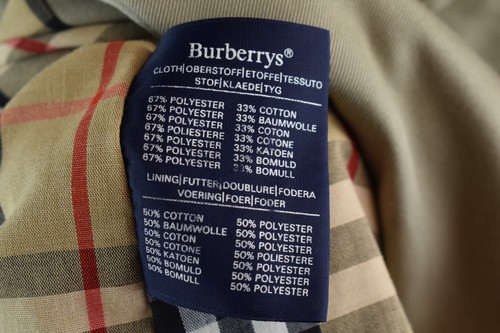 Burberrys®
CLOTH|OBERSTOFF|ETOFFE|TESSUTO
STOF|KLAEDE|TYG
67% POLYESTER 33% COTTON
67% POLYESTER 33% BAUMWOLLE
67% POLYESTER 33% COTON
67% POLIESTERE 33% COTONE
67% POLYESTER 33% KATOEN
67% POLYESTER 33% BOMULD
67% POLYESTER 33% BOMULL
LINING|FUTTER|DOUBLURE|FODERA
VOERING|FOER|FODER
50% COTTON 50% POLYESTER
50% BAUMWOLLE 50% POLYESTER
50% COTON 50% POLYESTER
50% COTONE 50% POLIESTERE
50% KATOEN 50% POLYESTER
50% BOMULD 50% POLYESTER
50% BOMULL 50% POLYESTER